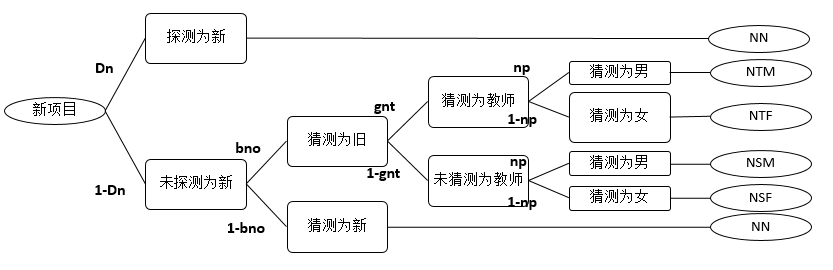 探测为新
NN
Dn
np
猜测为男
NTM
新项目
gnt
猜测为教师
1-np
猜测为女
NTF
bno
猜测为旧
np
猜测为男
NSM
1-gnt
未猜测为教师
1-Dn
未探测为新
1-np
猜测为女
NSF
1-bno
猜测为新
NN